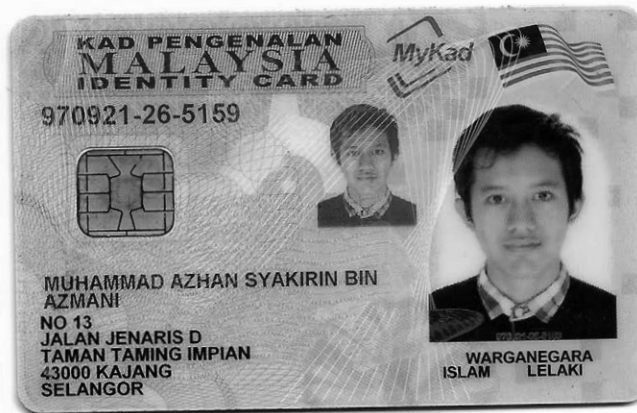 KAD PENGENALAN
MALAYSIA
IDENTITY CARD
MyKad
970921-26-5159
MUHAMMAD AZHAN SYAKIRIN BIN
AZMANI
NO 13
JALAN JENARIS D
TAMAN TAMING IMPIAN
43000 KAJANG
SELANGOR
WARGANEGARA
ISLAM LELAKI